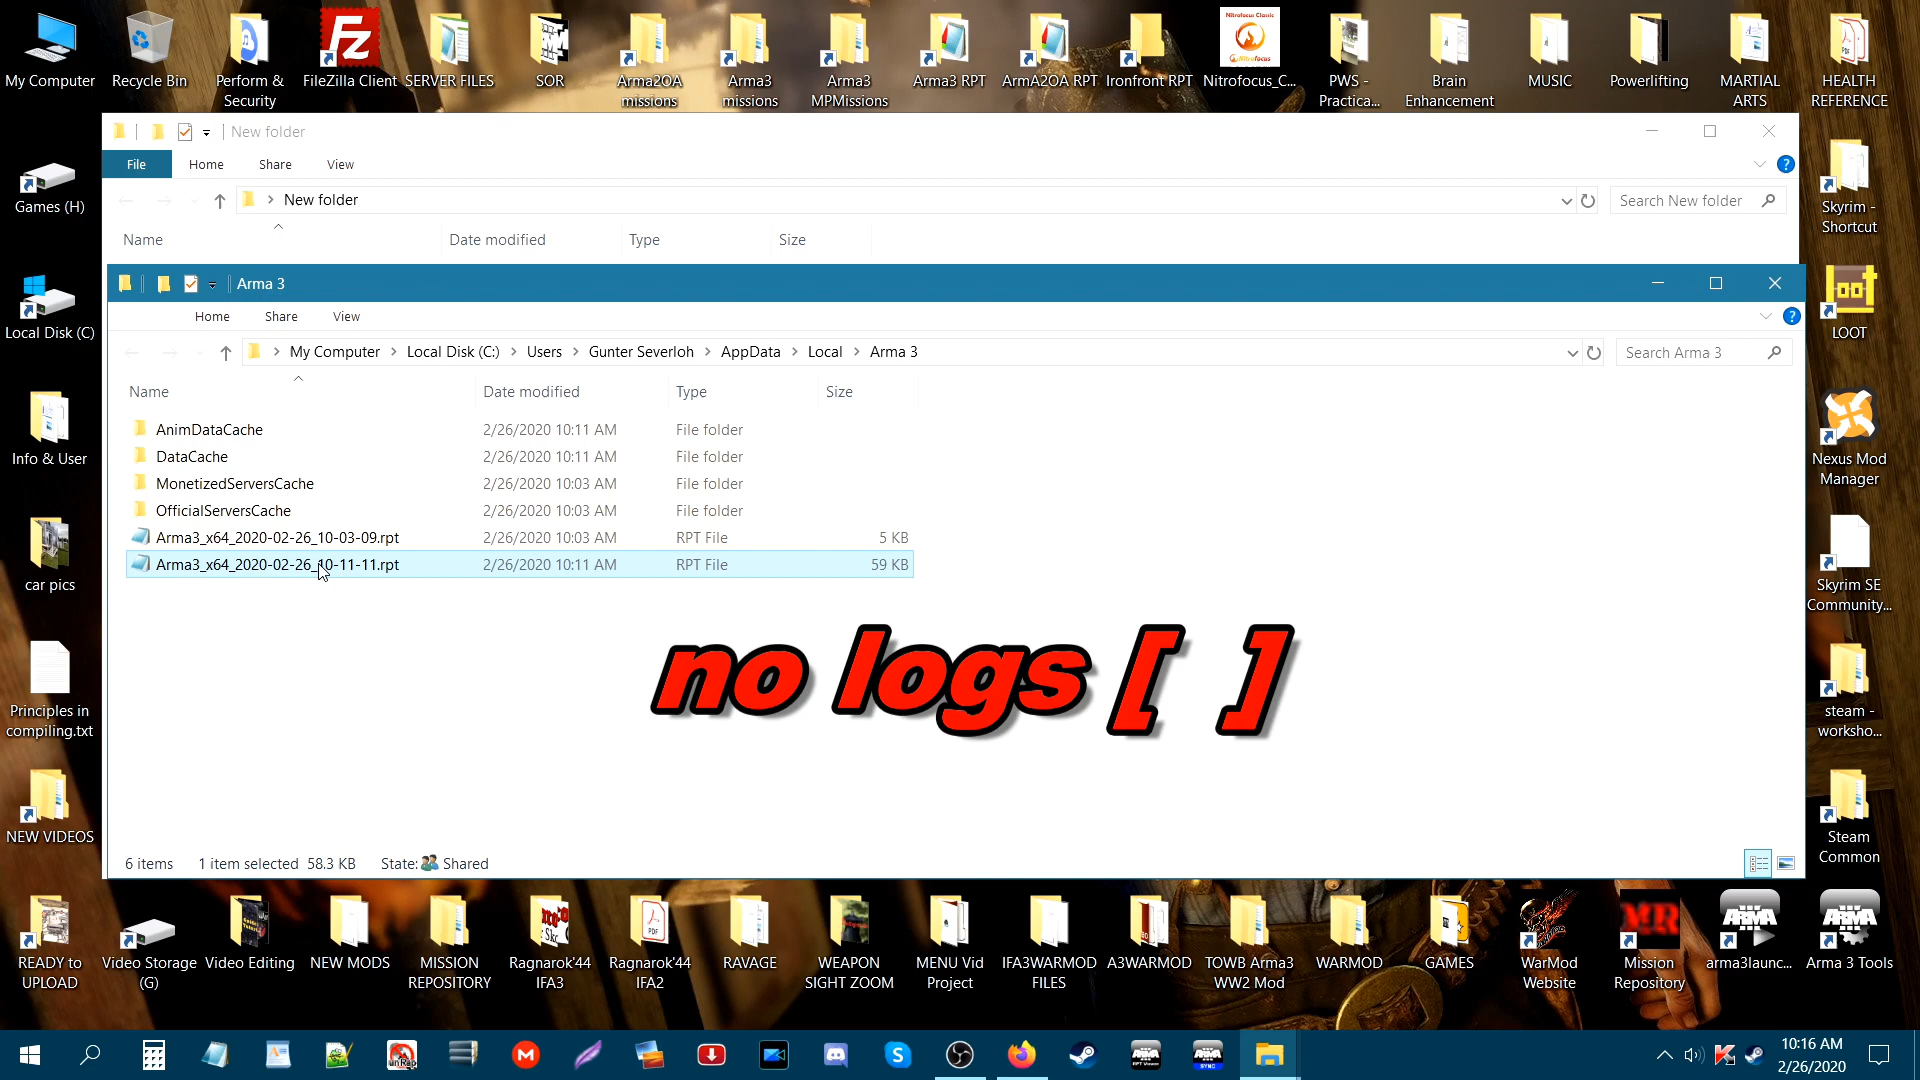 My Computer
Recycle Bin
Perform &
Security
FileZilla Client
SERVER FILES
SOR
Arma2OA
missions
Arma3
missions
Arma3
MPMissions
Arma3 RPT
ArmA2OA RPT
Ironfront RPT
Nitrofocus Classic
Nitrofocus
Nitrofocus_C...
PWS -
Practica...
Brain
Enhancement
MUSIC
Powerlifting
MARTIAL
ARTS
HEALTH
REFERENCE
New folder
File Home Share View
New folder
Search New folder
Name Date modified Type Size
Arma 3
Home Share View
My Computer > Local Disk (C:) > Users > Gunter Severloh > AppData > Local > Arma 3
Search Arma 3
Name Date modified Type Size
AnimDataCache 2/26/2020 10:11 AM File folder
DataCache 2/26/2020 10:11 AM File folder
MonetizedServersCache 2/26/2020 10:03 AM File folder
OfficialServersCache 2/26/2020 10:03 AM File folder
Arma3_x64_2020-02-26_10-03-09.rpt 2/26/2020 10:03 AM RPT File 5 KB
Arma3_x64_2020-02-26_10-11-11.rpt 2/26/2020 10:11 AM RPT File 59 KB
no logs [ ]
6 items 1 item selected 58.3 KB State: Shared
Games (H)
Local Disk (C)
Info & User
car pics
Principles in
compiling.txt
NEW VIDEOS
Skyrim -
Shortcut
LOOT
Nexus Mod
Manager
Skyrim SE
Community...
steam -
worksho...
Steam
Common
READY to
UPLOAD
Video Storage
(G)
Video Editing
NEW MODS
MISSION
REPOSITORY
Ragnarok'44
IFA3
Ragnarok'44
IFA2
RAVAGE
WEAPON
SIGHT ZOOM
MENU Vid
Project
IFA3WARMOD
FILES
A3WARMOD
TOWB Arma3
WW2 Mod
WARMOD
GAMES
WarMod
Website
MR
Mission
Repository
ARMA
arma3launc...
ARMA
Arma 3 Tools
10:16 AM
2/26/2020